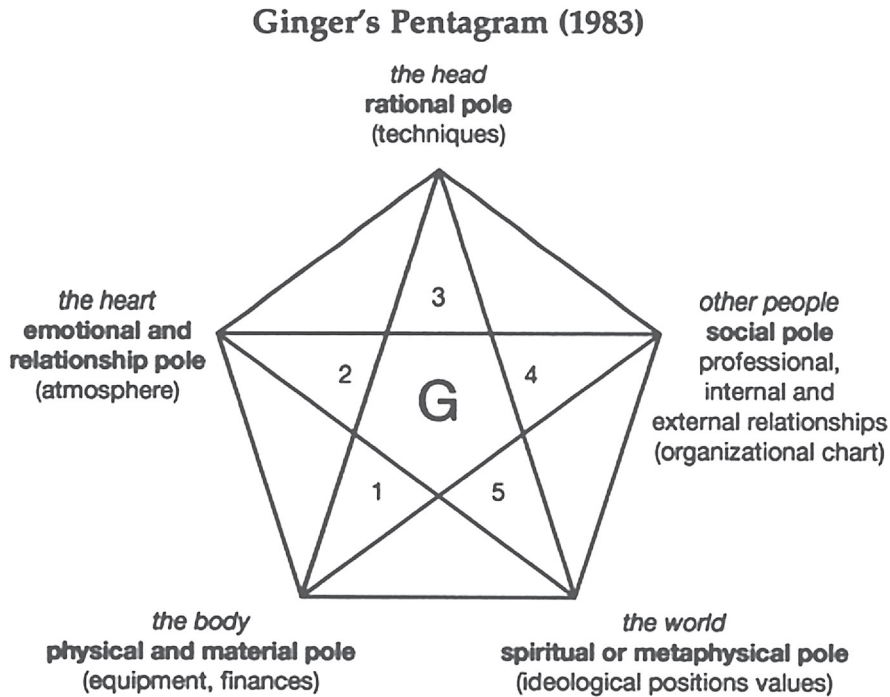 Ginger's Pentagram (1983)
the head
rational pole
(techniques)
the heart
emotional and
relationship pole
(atmosphere)
other people
social pole
professional,
internal and
external relationships
(organizational chart)
3
2
4
G
1
5
the body
physical and material pole
(equipment, finances)
the world
spiritual or metaphysical pole
(ideological positions values)